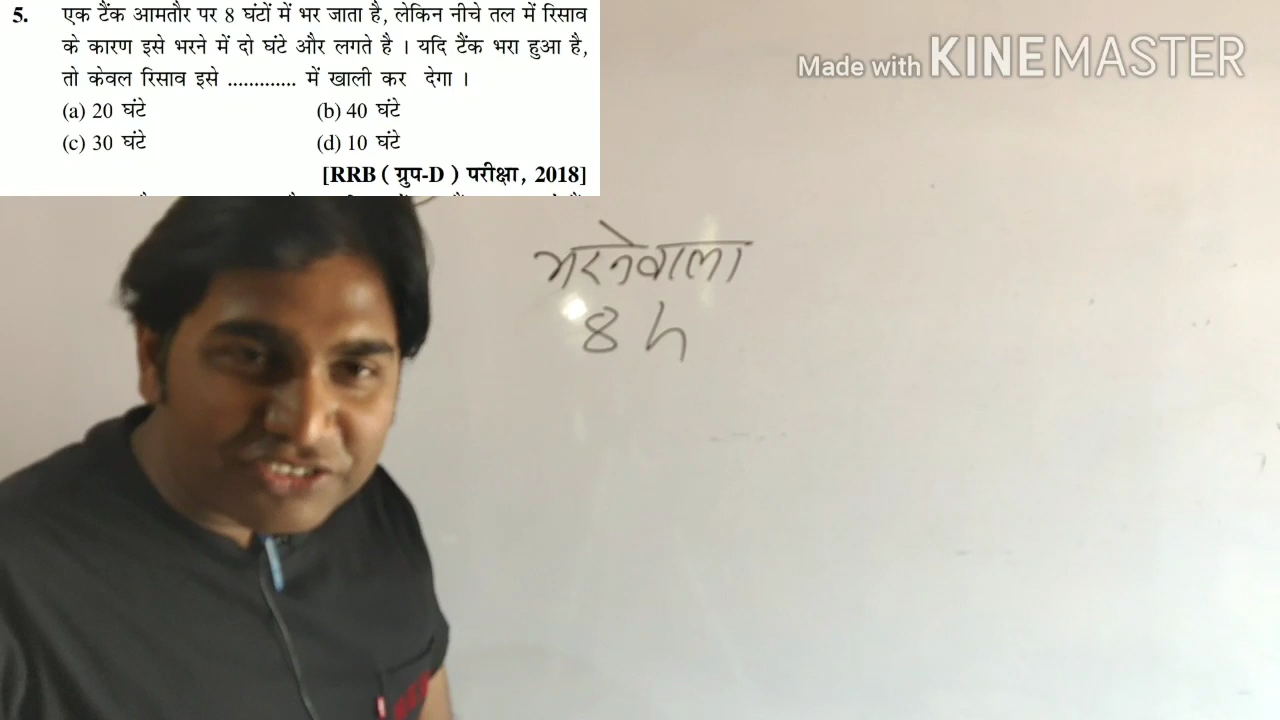 5. एक टैंक आमतौर पर 8 घंटों में भर जाता है, लेकिन नीचे तल में रिसाव
के कारण इसे भरने में दो घंटे और लगते है । यदि टैंक भरा हुआ है,
तो केवल रिसाव इसे ............. में खाली कर देगा ।
(a) 20 घंटे (b) 40 घंटे
(c) 30 घंटे (d) 10 घंटे
[RRB ( ग्रुप-D ) परीक्षा, 2018]
Made with KINEMASTER
भरनेवाला
8 h